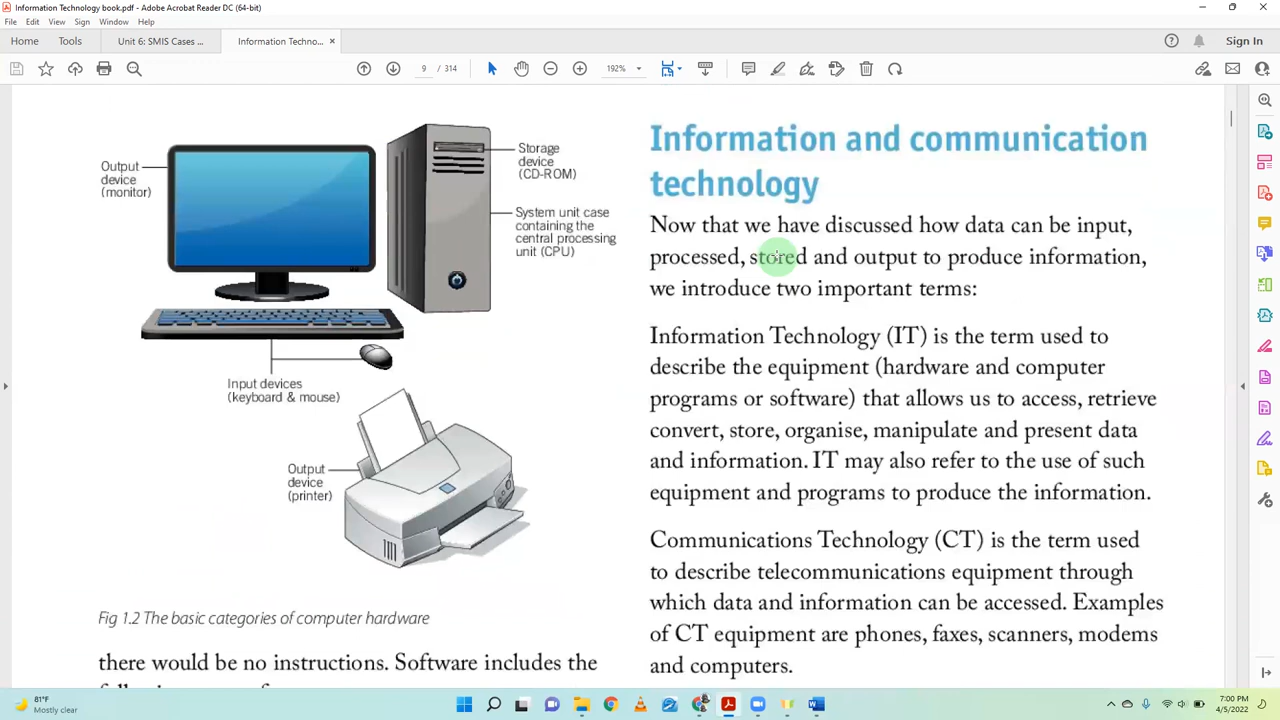 Information Technology book.pdf - Adobe Acrobat Reader DC (64-bit)
File Edit View Sign Window Help
Home Tools Unit 6: SMIS Cases ... Information Techno... × Sign In
9 / 314 192%
Output
device
(monitor)
Storage
device
(CD-ROM)
System unit case
containing the
central processing
unit (CPU)
Input devices
(keyboard & mouse)
Output
device
(printer)
Fig 1.2 The basic categories of computer hardware
there would be no instructions. Software includes the
Information and communication
technology
Now that we have discussed how data can be input,
processed, stored and output to produce information,
we introduce two important terms:
Information Technology (IT) is the term used to
describe the equipment (hardware and computer
programs or software) that allows us to access, retrieve
convert, store, organise, manipulate and present data
and information. IT may also refer to the use of such
equipment and programs to produce the information.
Communications Technology (CT) is the term used
to describe telecommunications equipment through
which data and information can be accessed. Examples
of CT equipment are phones, faxes, scanners, modems
and computers.
81°F
Mostly clear
7:00 PM
4/5/2022